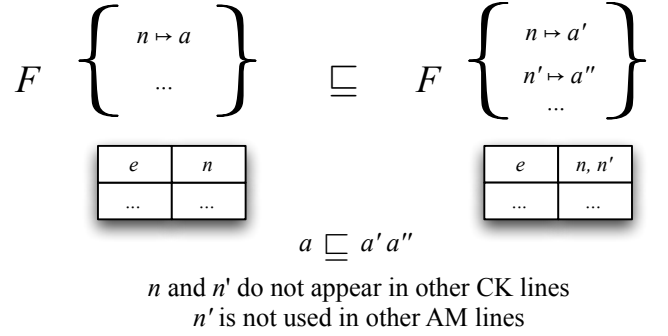 F { n ↦ a ... } ⊑ F { n ↦ a′ n′ ↦ a″ ... }
e n
... ...
e n, n′
... ...
a ⊑ a′ a″
n and n' do not appear in other CK lines
n′ is not used in other AM lines